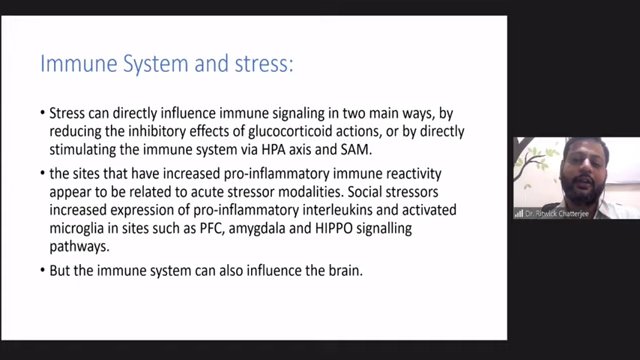 Immune System and stress:
• Stress can directly influence immune signaling in two main ways, by
reducing the inhibitory effects of glucocorticoid actions, or by directly
stimulating the immune system via HPA axis and SAM.
• the sites that have increased pro-inflammatory immune reactivity
appear to be related to acute stressor modalities. Social stressors
increased expression of pro-inflammatory interleukins and activated
microglia in sites such as PFC, amygdala and HIPPO signalling
pathways.
• But the immune system can also influence the brain.
Dr. Ritwick Chatterjee